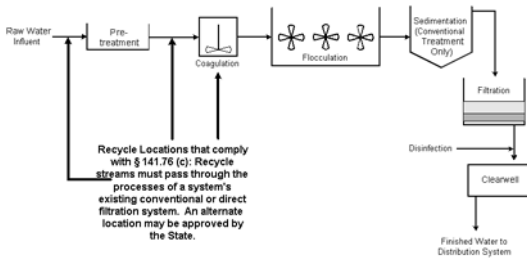 Raw Water
Influent
Pre-
treatment
Coagulation
Flocculation
Sedimentation
(Conventional
Treatment
Only)
Filtration
Recycle Locations that comply
with § 141.76 (c): Recycle
streams must pass through the
processes of a system's
existing conventional or direct
filtration system.  An alternate
location may be approved by
the State.
Disinfection
Clearwell
Finished Water to
Distribution System